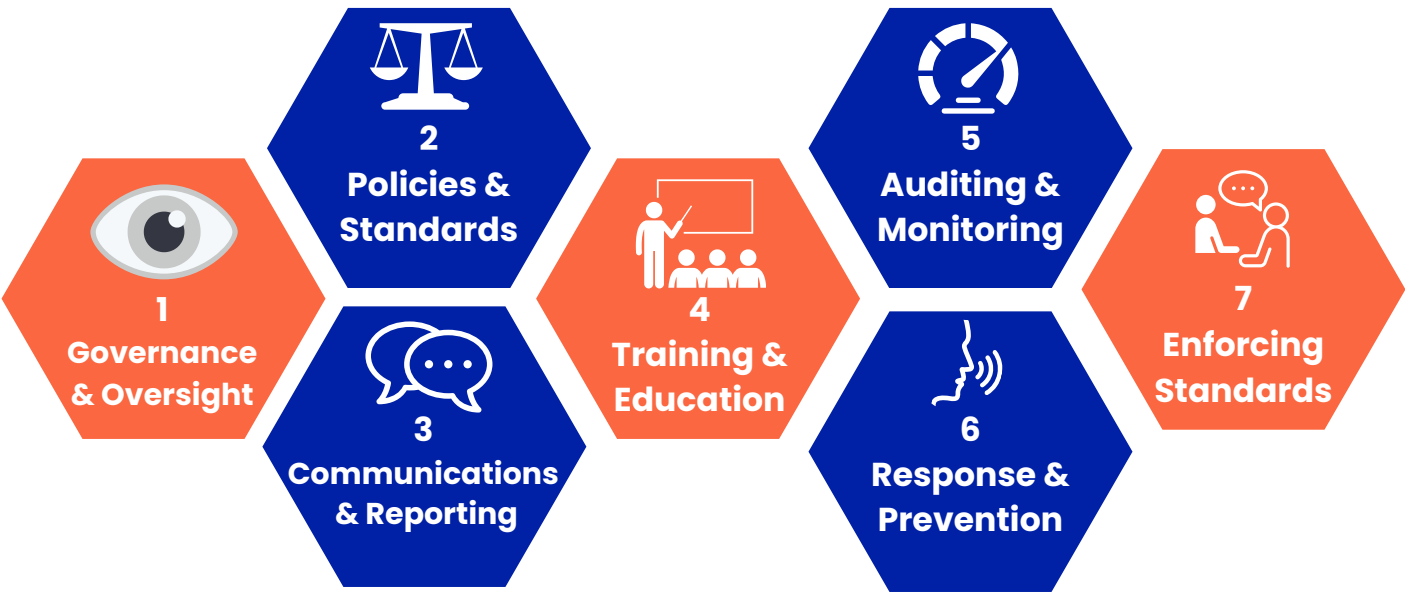 1
Governance
& Oversight
2
Policies &
Standards
3
Communications
& Reporting
4
Training &
Education
5
Auditing &
Monitoring
6
Response &
Prevention
7
Enforcing
Standards